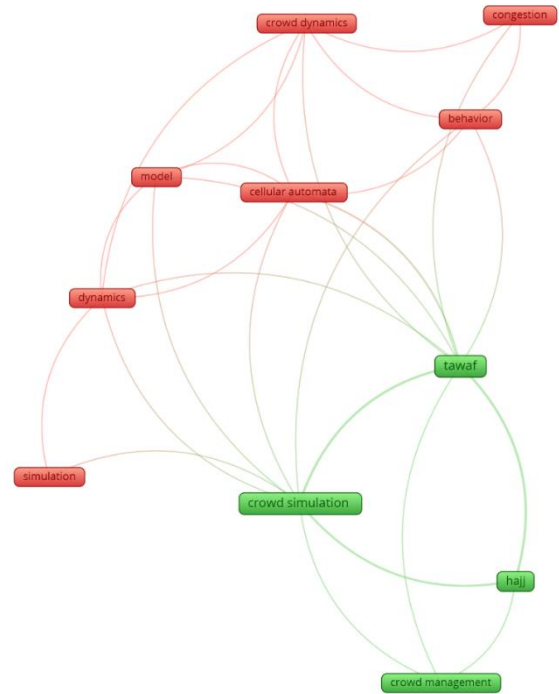 congestion
crowd dynamics
behavior
model
cellular automata
dynamics
tawaf
simulation
crowd simulation
hajj
crowd management